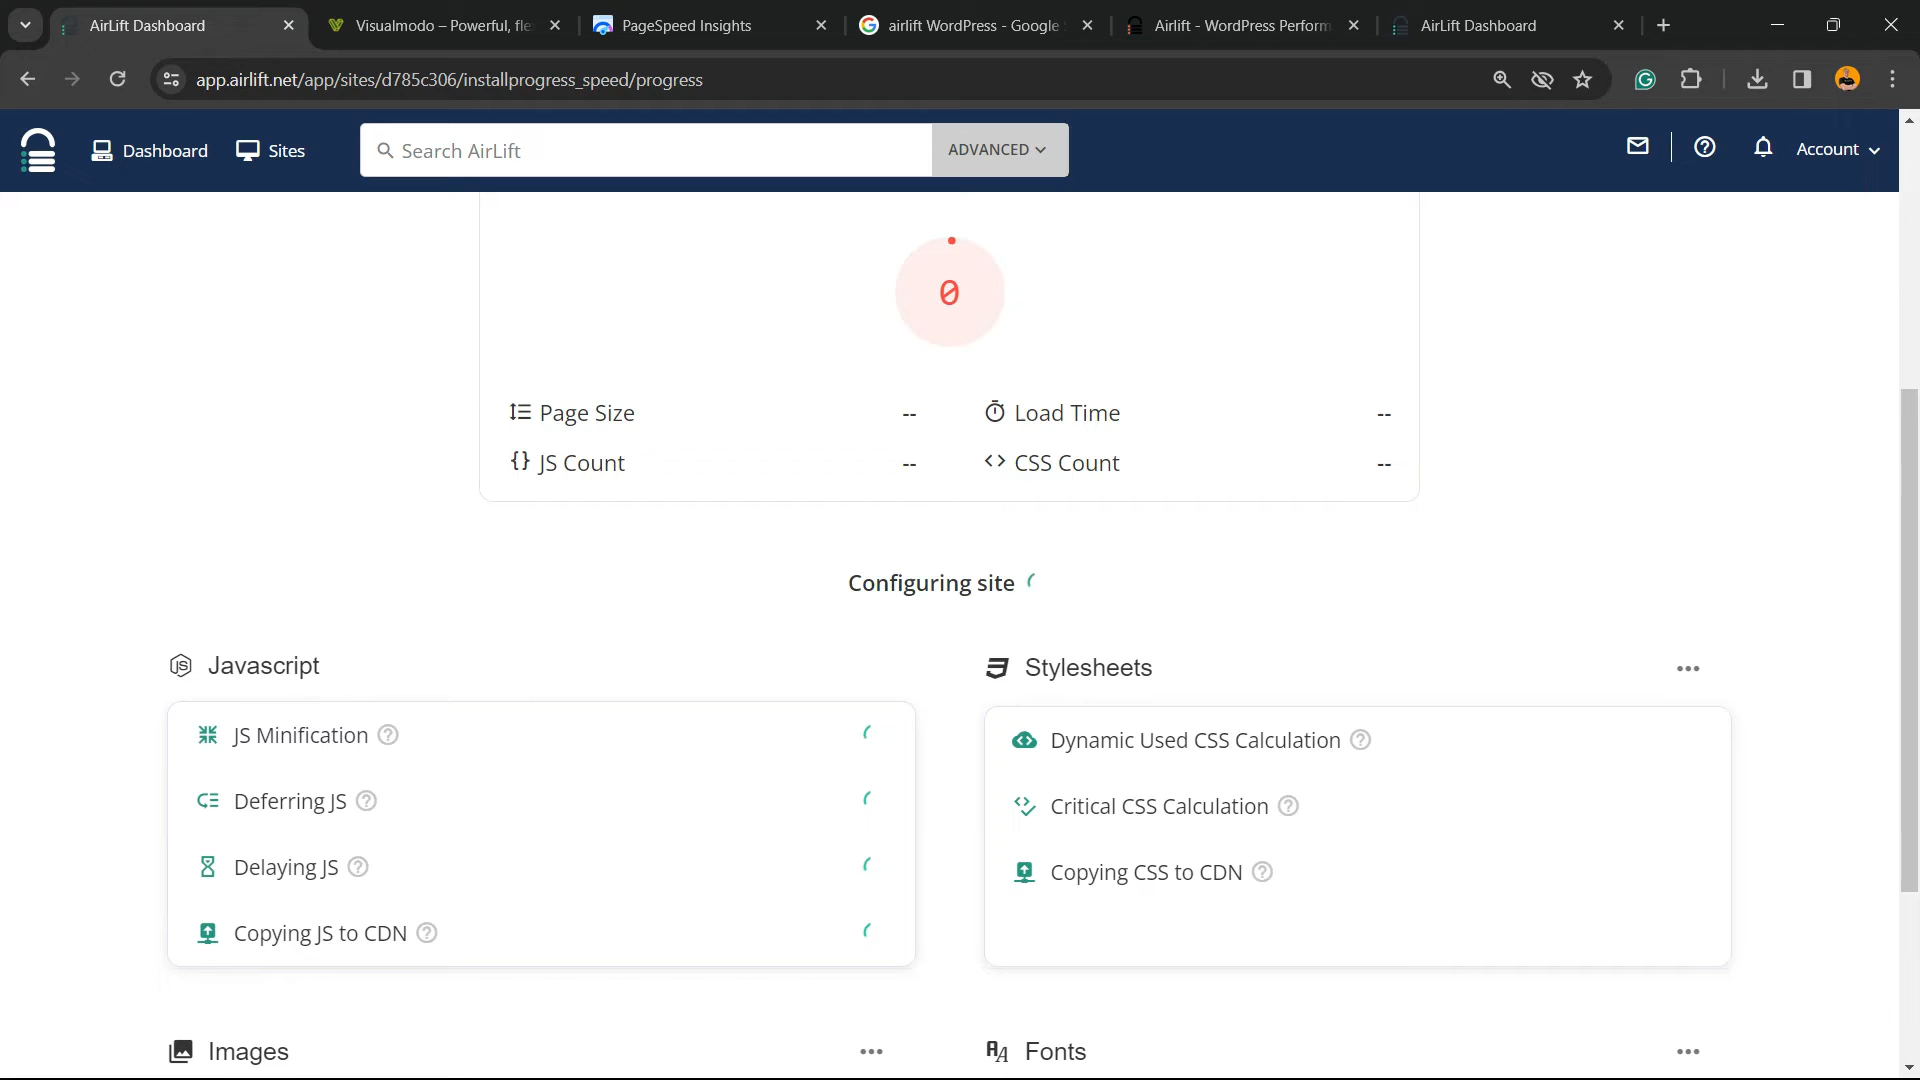 AirLift Dashboard
Visualmodo – Powerful, fle
PageSpeed Insights
airlift WordPress - Google
Airlift - WordPress Perform
AirLift Dashboard
app.airlift.net/app/sites/d785c306/installprogress_speed/progress
Dashboard
Sites
Search AirLift
ADVANCED
Account
0
Page Size --
Load Time --
{} JS Count --
<> CSS Count --
Configuring site
JS Javascript
Stylesheets
JS Minification
Dynamic Used CSS Calculation
Deferring JS
Critical CSS Calculation
Delaying JS
Copying CSS to CDN
Copying JS to CDN
Images
Fonts